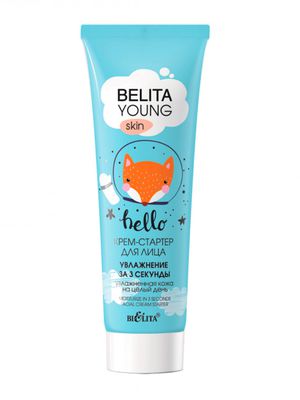 BELITA
YOUNG
skin
hello
КРЕМ-СТАРТЕР
ДЛЯ ЛИЦА
УВЛАЖНЕНИЕ
ЗА 3 СЕКУНДЫ
увлажненная кожа
на целый день
MOISTURE IN 3 SECONDS
FACIAL CREAM STARTER
BIELITA